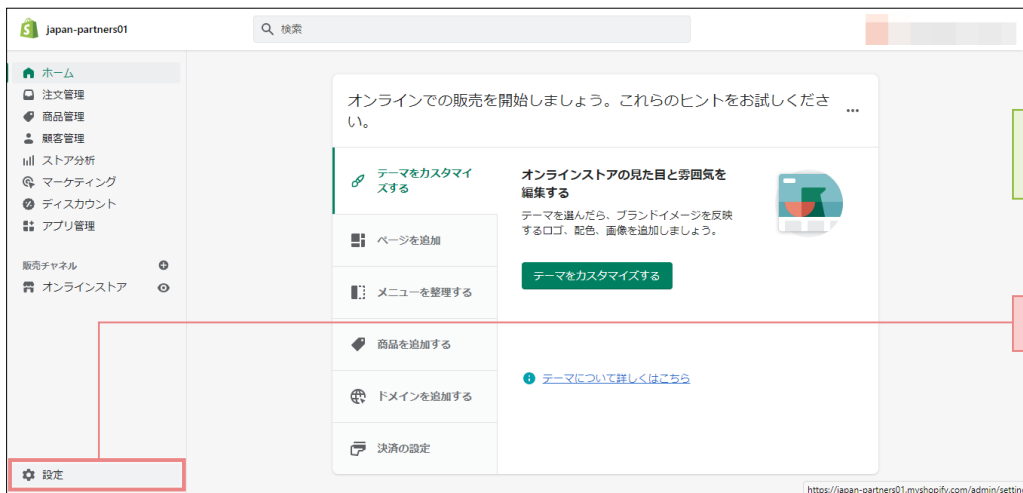 japan-partners01
検索
ホーム
注文管理
商品管理
顧客管理
ストア分析
マーケティング
ディスカウント
アプリ管理
販売チャネル
オンラインストア
設定
オンラインでの販売を開始しましょう。これらのヒントをお試しくださ
い。
テーマをカスタマイ
ズする
ページを追加
メニューを整理する
商品を追加する
ドメインを追加する
決済の設定
オンラインストアの見た目と雰囲気を
編集する
テーマを選んだら、ブランドイメージを反映
するロゴ、配色、画像を追加しましょう。
テーマをカスタマイズする
テーマについて詳しくはこちら
https://japan-partners01.myshopify.com/admin/setting